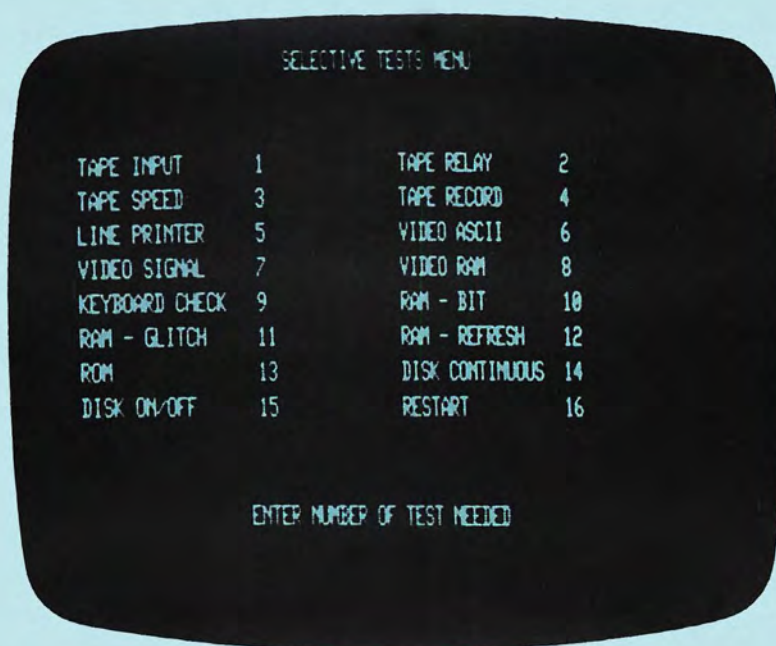 SELECTIVE TESTS MENU
TAPE INPUT 1 TAPE RELAY 2
TAPE SPEED 3 TAPE RECORD 4
LINE PRINTER 5 VIDEO ASCII 6
VIDEO SIGNAL 7 VIDEO RAM 8
KEYBOARD CHECK 9 RAM - BIT 10
RAM - GLITCH 11 RAM - REFRESH 12
ROM 13 DISK CONTINUOUS 14
DISK ON/OFF 15 RESTART 16
ENTER NUMBER OF TEST NEEDED